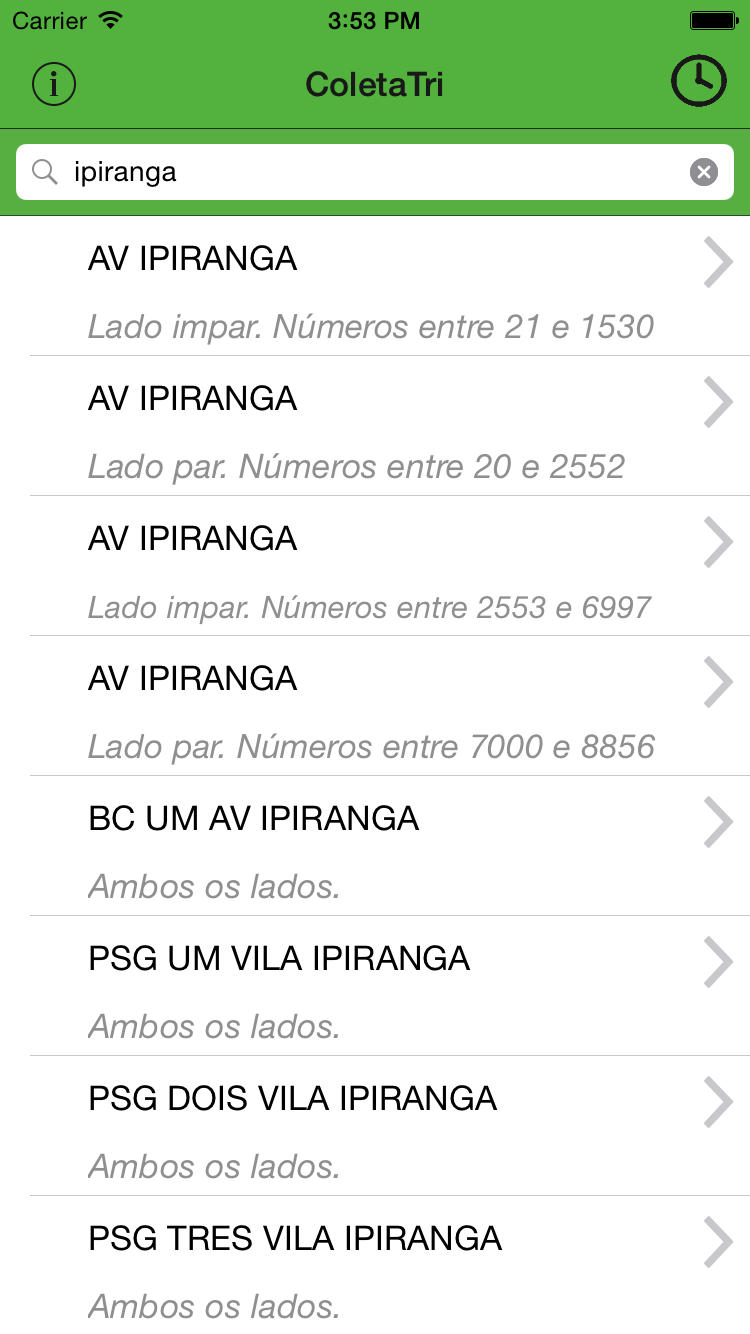 Carrier 3:53 PM
ColetaTri
ipiranga
AV IPIRANGA
Lado impar. Números entre 21 e 1530
AV IPIRANGA
Lado par. Números entre 20 e 2552
AV IPIRANGA
Lado impar. Números entre 2553 e 6997
AV IPIRANGA
Lado par. Números entre 7000 e 8856
BC UM AV IPIRANGA
Ambos os lados.
PSG UM VILA IPIRANGA
Ambos os lados.
PSG DOIS VILA IPIRANGA
Ambos os lados.
PSG TRES VILA IPIRANGA
Ambos os lados.